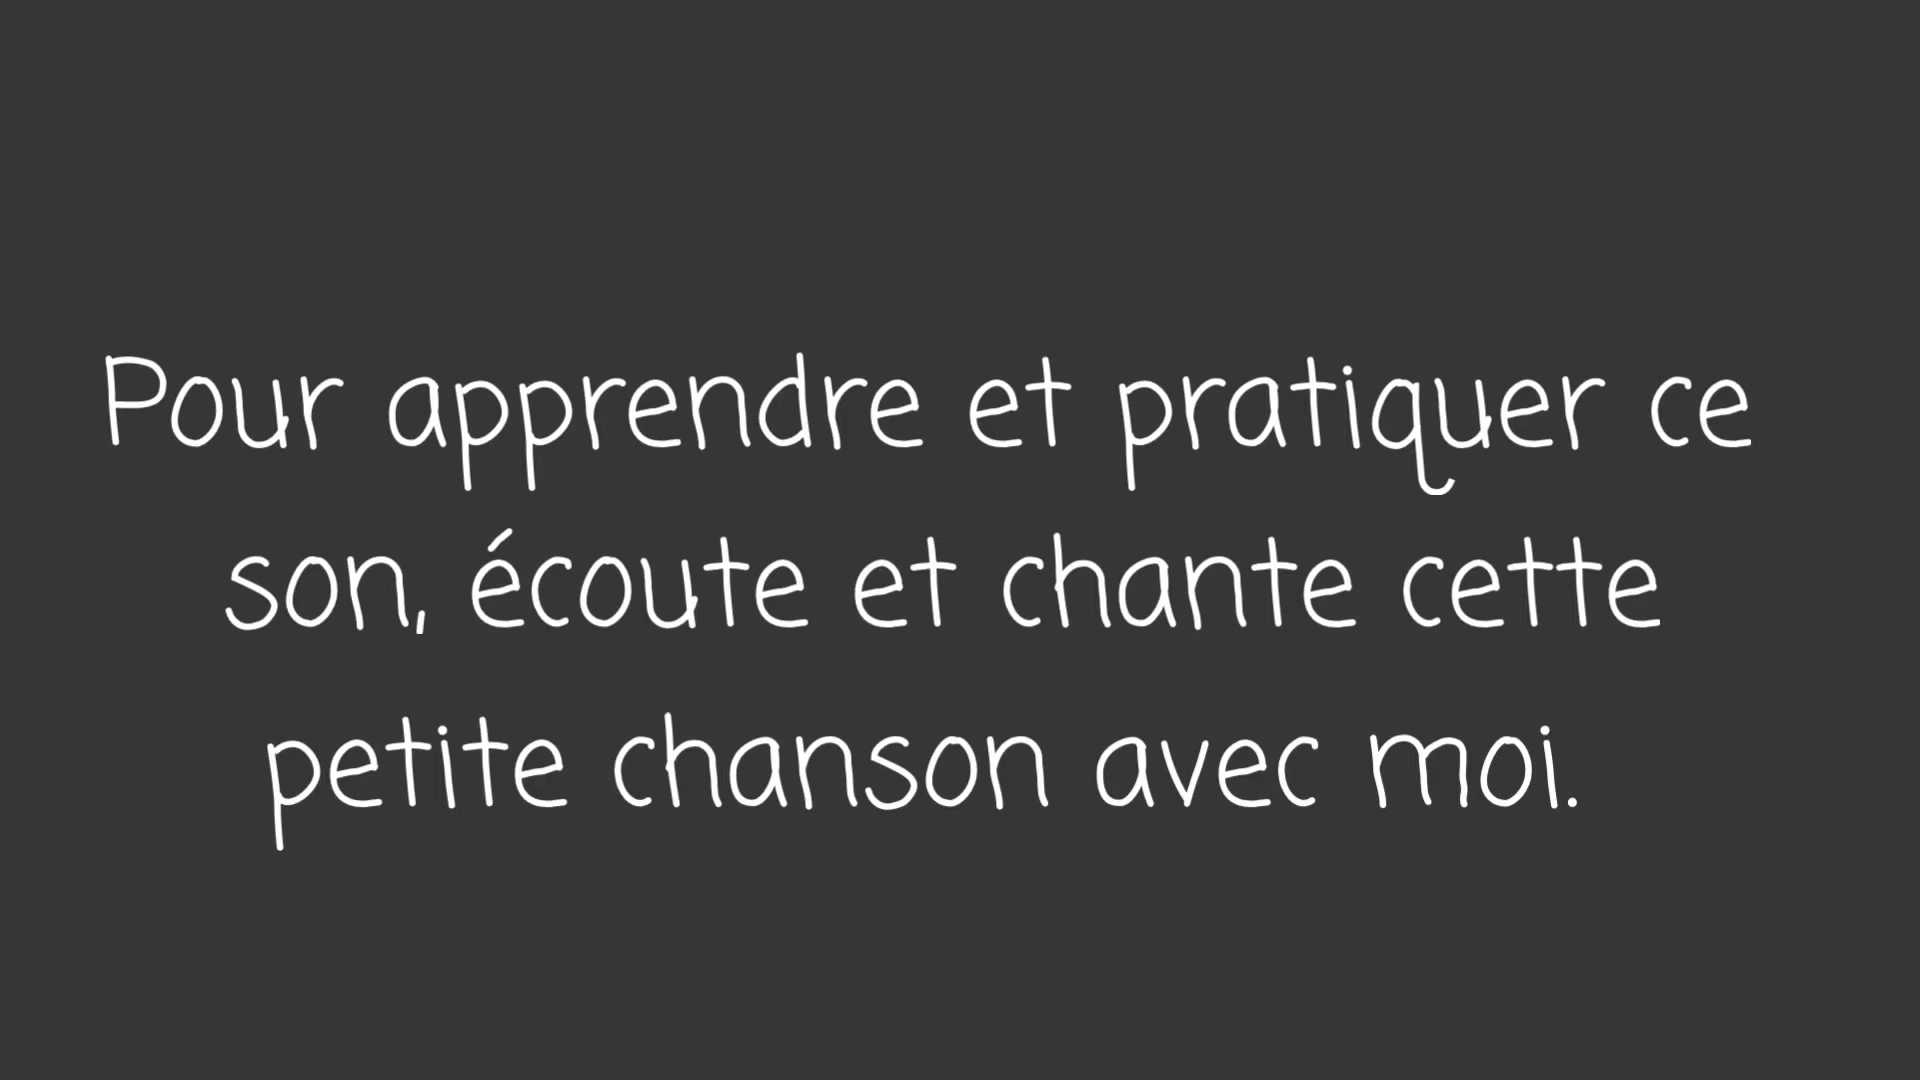 Pour apprendre et pratiquer ce
son, écoute et chante cette
petite chanson avec moi.